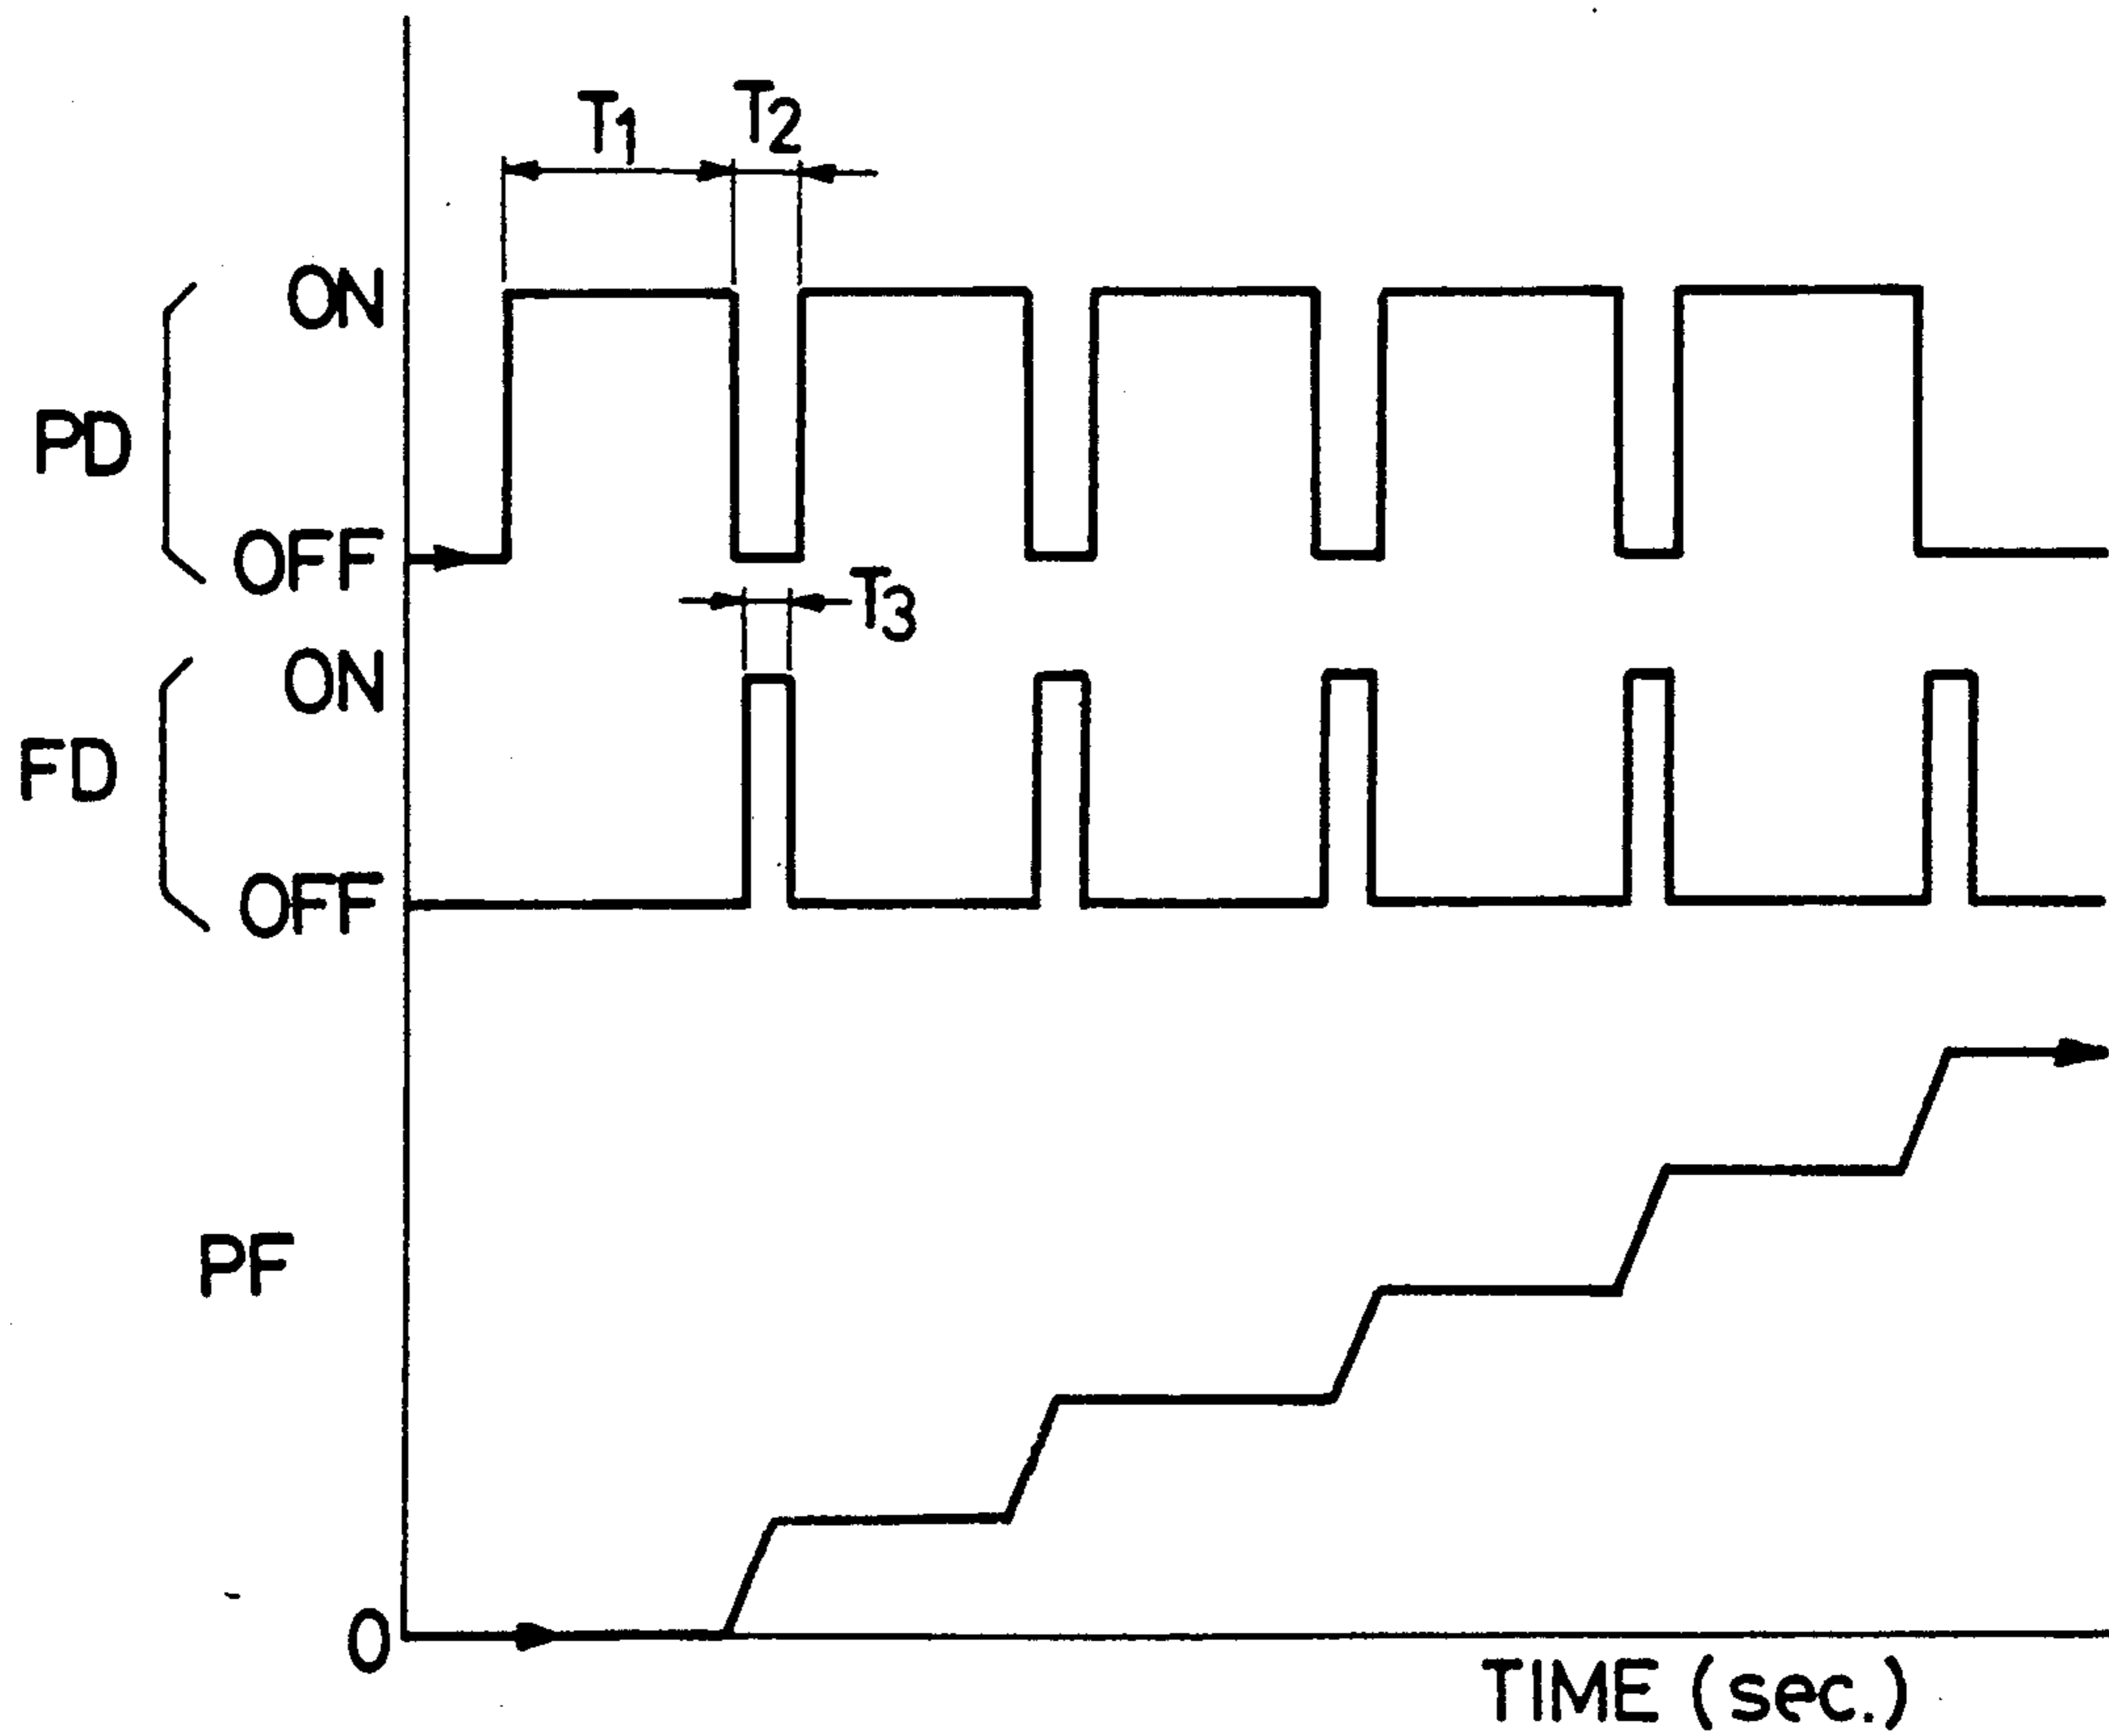 T1
T2
ON
PD
OFF
T3
ON
FD
OFF
PF
0
TIME (sec.)